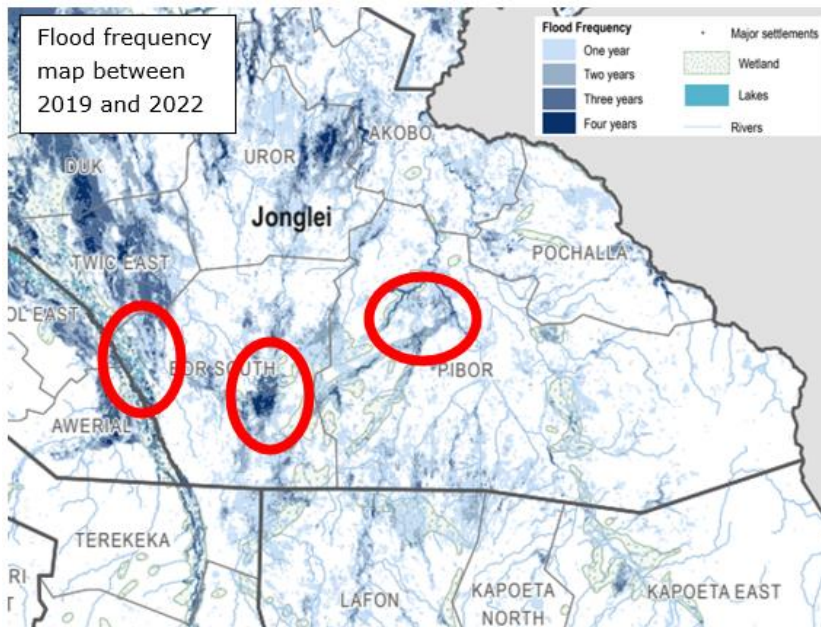 Flood frequency
map between
2019 and 2022
Flood Frequency
One year
Two years
Three years
Four years
Major settlements
Wetland
Lakes
Rivers
AKOBO
UROR
DUK
Jonglei
POCHALLA
TWIC EAST
OL EAST
BOR SOUTH
PIBOR
AWERIAL
TEREKEKA
RI
T
LAFON
KAPOETA
NORTH
KAPOETA EAST